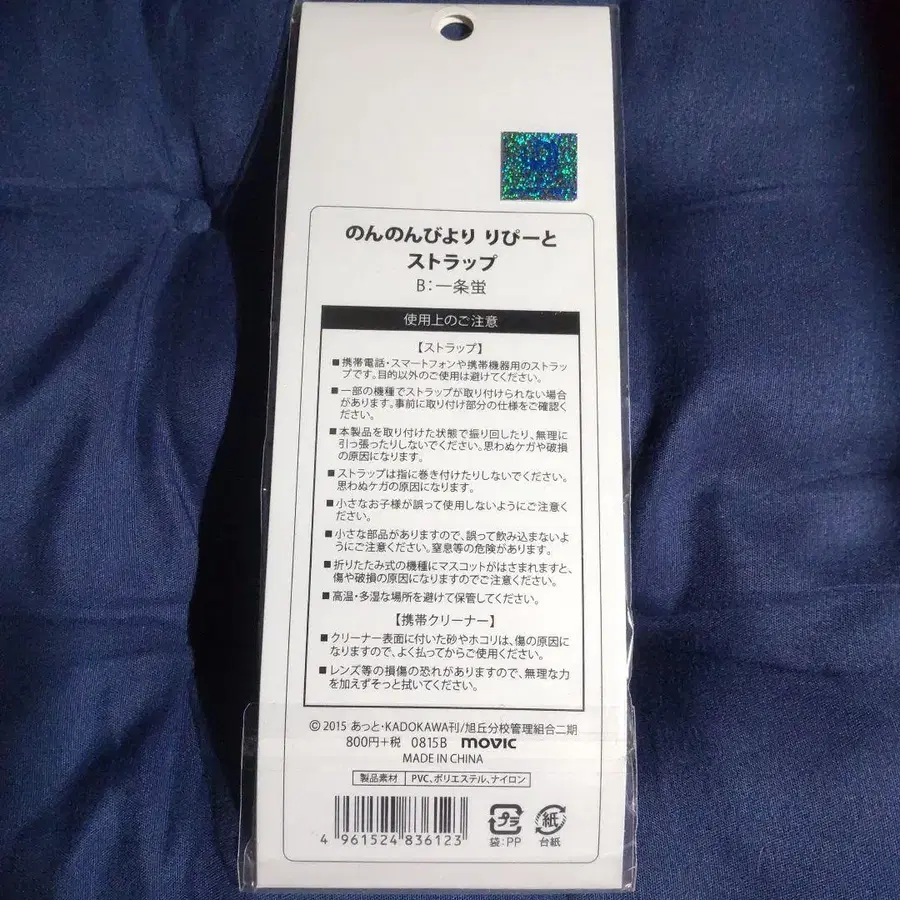 のんのんびより りぴーと
ストラップ
B:一条蛍
使用上のご注意
【ストラップ】
■携帯電話・スマートフォンや携帯機器用のストラッ
プです。目的以外のご使用は避けてください。
■一部の機種でストラップが取り付けられない場合
があります。事前に取り付け部分の仕様をご確認く
ださい。
■本製品を取り付けた状態で振り回したり、無理に
引っ張ったりしないでください。思わぬケガや破損
の原因になります。
■ストラップは指に巻き付けたりしないでください。
思わぬケガの原因になります。
■小さなお子様が誤って使用しないようにご注意く
ださい。
■小さな部品がありますので、誤って飲み込まないよ
うにご注意ください。窒息等の危険があります。
■折りたたみ式の機種にマスコットがはさまれますと、
傷や破損の原因になりますのでご注意ください。
■高温・多湿な場所を避けて保管してください。
【携帯クリーナー】
■クリーナー表面に付いた砂やホコリは、傷の原因に
なりますので、よく払ってからご使用ください。
■レンズ等の損傷の恐れがありますので、無理な力
を加えずそっと拭いてください。
©2015 あっと・KADOKAWA刊/旭丘分校管理組合二期
800円+税 0815B movic
MADE IN CHINA
製品素材 PVC、ポリエステル、ナイロン
4 961524 836123
プラ 紙
袋:PP 台紙